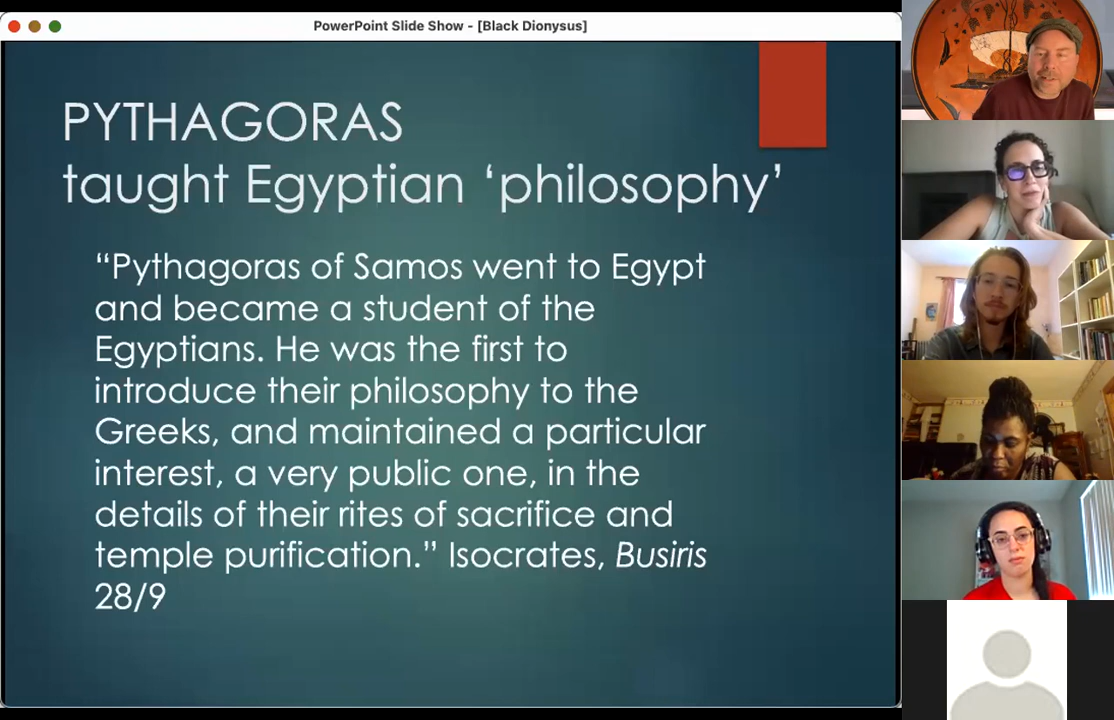 PowerPoint Slide Show - [Black Dionysus]
PYTHAGORAS
taught Egyptian ‘philosophy’
“Pythagoras of Samos went to Egypt
and became a student of the
Egyptians. He was the first to
introduce their philosophy to the
Greeks, and maintained a particular
interest, a very public one, in the
details of their rites of sacrifice and
temple purification.” Isocrates, Busiris
28/9